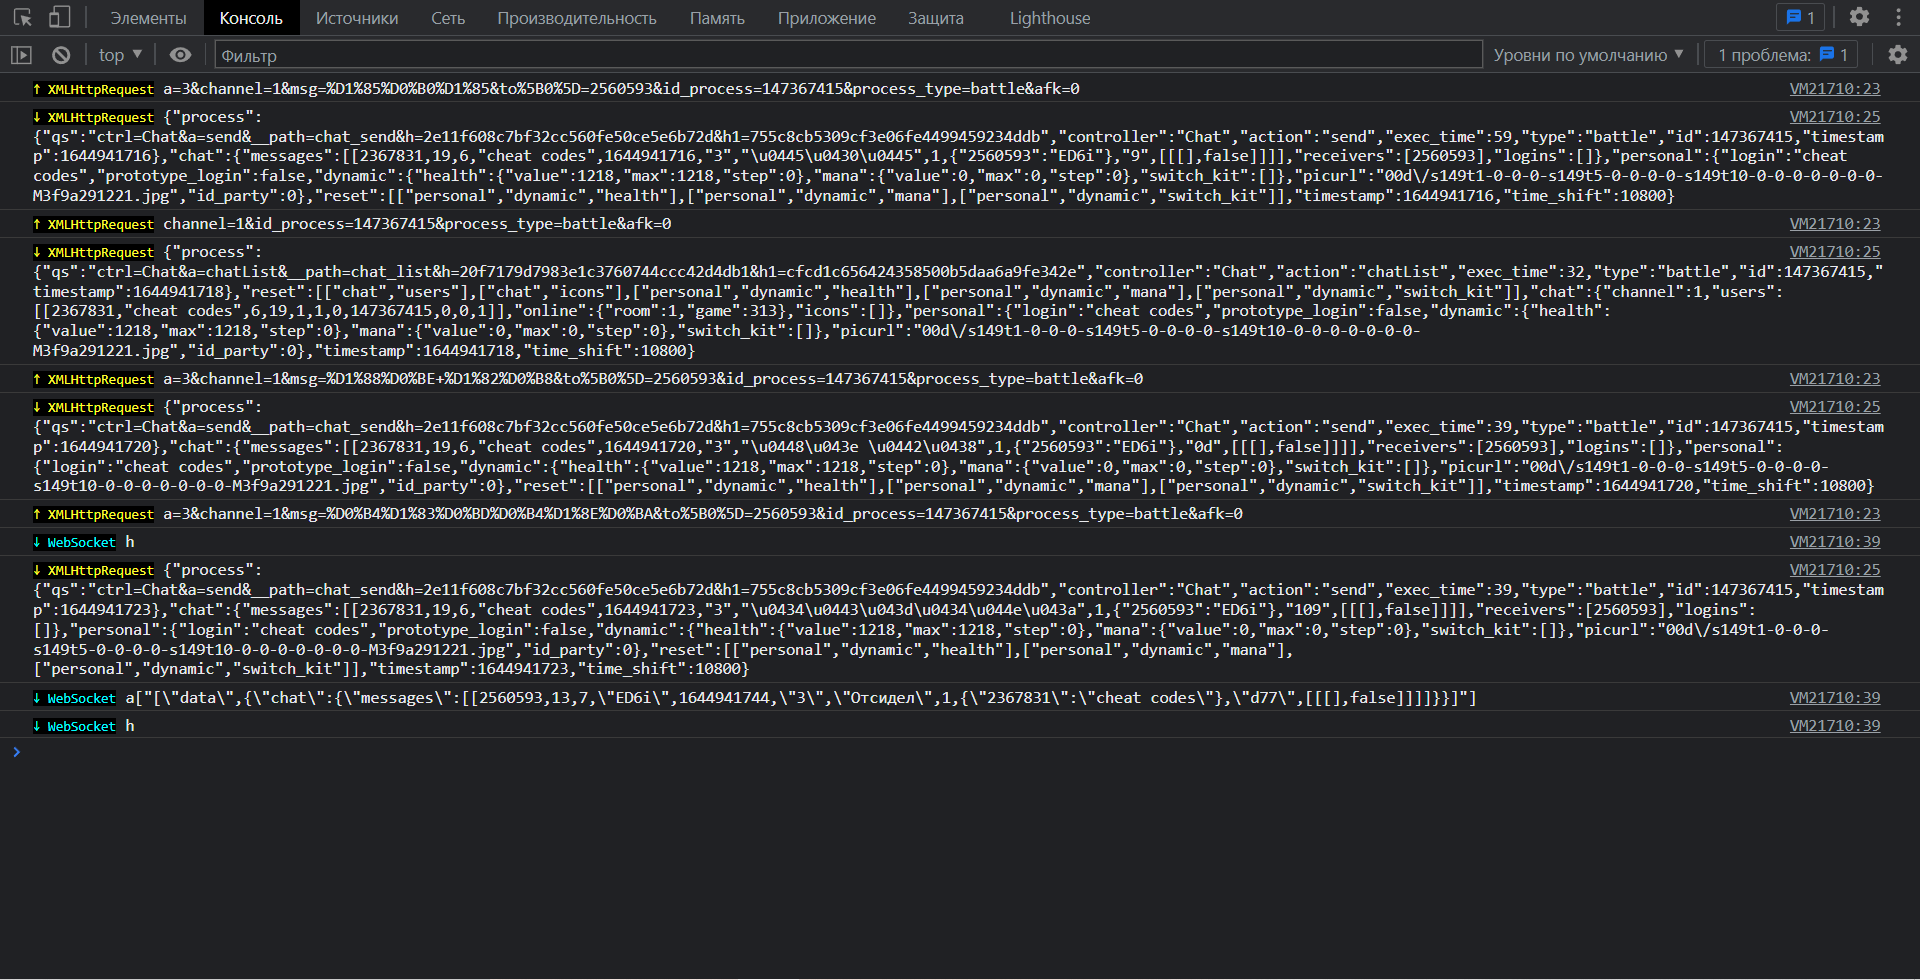 Элементы Консоль Источники Сеть Производительность Память Приложение Защита Lighthouse 1
top Фильтр Уровни по умолчанию 1 проблема: 1
↑ XMLHttpRequest a=3&channel=1&msg=%D1%85%D0%B0%D1%85&to%5B0%5D=2560593&id_process=147367415&process_type=battle&afk=0 VM21710:23
↓ XMLHttpRequest {"process": VM21710:25
{"qs":"ctrl=Chat&a=send&__path=chat_send&h=2e11f608c7bf32cc560fe50ce5e6b72d&h1=755c8cb5309cf3e06fe4499459234ddb","controller":"Chat","action":"send","exec_time":59,"type":"battle","id":147367415,"timestam
p":1644941716},"chat":{"messages":[[2367831,19,6,"cheat codes",1644941716,"3","\u0445\u0430\u0445",1,{"2560593":"ED6i"},"9",[[[],false]]]],"receivers":[2560593],"logins":[]},"personal":{"login":"cheat
codes","prototype_login":false,"dynamic":{"health":{"value":1218,"max":1218,"step":0},"mana":{"value":0,"max":0,"step":0},"switch_kit":[]},"picurl":"00d\/s149t1-0-0-0-s149t5-0-0-0-0-s149t10-0-0-0-0-0-0-0-
M3f9a291221.jpg","id_party":0},"reset":[["personal","dynamic","health"],["personal","dynamic","mana"],["personal","dynamic","switch_kit"]],"timestamp":1644941716,"time_shift":10800}
↑ XMLHttpRequest channel=1&id_process=147367415&process_type=battle&afk=0 VM21710:23
↓ XMLHttpRequest {"process": VM21710:25
{"qs":"ctrl=Chat&a=chatList&__path=chat_list&h=20f7179d7983e1c3760744ccc42d4db1&h1=cfcd1c656424358500b5daa6a9fe342e","controller":"Chat","action":"chatList","exec_time":32,"type":"battle","id":147367415,"
timestamp":1644941718},"reset":[["chat","users"],["chat","icons"],["personal","dynamic","health"],["personal","dynamic","mana"],["personal","dynamic","switch_kit"]],"chat":{"channel":1,"users":
[[2367831,"cheat codes",6,19,1,1,0,147367415,0,0,1]],"online":{"room":1,"game":313},"icons":[]},"personal":{"login":"cheat codes","prototype_login":false,"dynamic":{"health":
{"value":1218,"max":1218,"step":0},"mana":{"value":0,"max":0,"step":0},"switch_kit":[]},"picurl":"00d\/s149t1-0-0-0-s149t5-0-0-0-0-s149t10-0-0-0-0-0-0-0-
M3f9a291221.jpg","id_party":0},"timestamp":1644941718,"time_shift":10800}
↑ XMLHttpRequest a=3&channel=1&msg=%D1%88%D0%BE+%D1%82%D0%B8&to%5B0%5D=2560593&id_process=147367415&process_type=battle&afk=0 VM21710:23
↓ XMLHttpRequest {"process": VM21710:25
{"qs":"ctrl=Chat&a=send&__path=chat_send&h=2e11f608c7bf32cc560fe50ce5e6b72d&h1=755c8cb5309cf3e06fe4499459234ddb","controller":"Chat","action":"send","exec_time":39,"type":"battle","id":147367415,"timestam
p":1644941720},"chat":{"messages":[[2367831,19,6,"cheat codes",1644941720,"3","\u0448\u043e \u0442\u0438",1,{"2560593":"ED6i"},"0d",[[[],false]]]],"receivers":[2560593],"logins":[]},"personal":
{"login":"cheat codes","prototype_login":false,"dynamic":{"health":{"value":1218,"max":1218,"step":0},"mana":{"value":0,"max":0,"step":0},"switch_kit":[]},"picurl":"00d\/s149t1-0-0-0-s149t5-0-0-0-0-
s149t10-0-0-0-0-0-0-0-M3f9a291221.jpg","id_party":0},"reset":[["personal","dynamic","health"],["personal","dynamic","mana"],["personal","dynamic","switch_kit"]],"timestamp":1644941720,"time_shift":10800}
↑ XMLHttpRequest a=3&channel=1&msg=%D0%B4%D1%83%D0%BD%D0%B4%D1%8E%D0%BA&to%5B0%5D=2560593&id_process=147367415&process_type=battle&afk=0 VM21710:23
↓ WebSocket h VM21710:39
↓ XMLHttpRequest {"process": VM21710:25
{"qs":"ctrl=Chat&a=send&__path=chat_send&h=2e11f608c7bf32cc560fe50ce5e6b72d&h1=755c8cb5309cf3e06fe4499459234ddb","controller":"Chat","action":"send","exec_time":39,"type":"battle","id":147367415,"timestam
p":1644941723},"chat":{"messages":[[2367831,19,6,"cheat codes",1644941723,"3","\u0434\u0443\u043d\u0434\u044e\u043a",1,{"2560593":"ED6i"},"109",[[[],false]]]],"receivers":[2560593],"logins":
[]},"personal":{"login":"cheat codes","prototype_login":false,"dynamic":{"health":{"value":1218,"max":1218,"step":0},"mana":{"value":0,"max":0,"step":0},"switch_kit":[]},"picurl":"00d\/s149t1-0-0-0-
s149t5-0-0-0-0-s149t10-0-0-0-0-0-0-0-M3f9a291221.jpg","id_party":0},"reset":[["personal","dynamic","health"],["personal","dynamic","mana"],
["personal","dynamic","switch_kit"]],"timestamp":1644941723,"time_shift":10800}
↓ WebSocket a["[\"data\",{\"chat\":{\"messages\":[[2560593,13,7,\"ED6i\",1644941744,\"3\",\"Отсидел\",1,{\"2367831\":\"cheat codes\"},\"d77\",[[[],false]]]]}}]"] VM21710:39
↓ WebSocket h VM21710:39